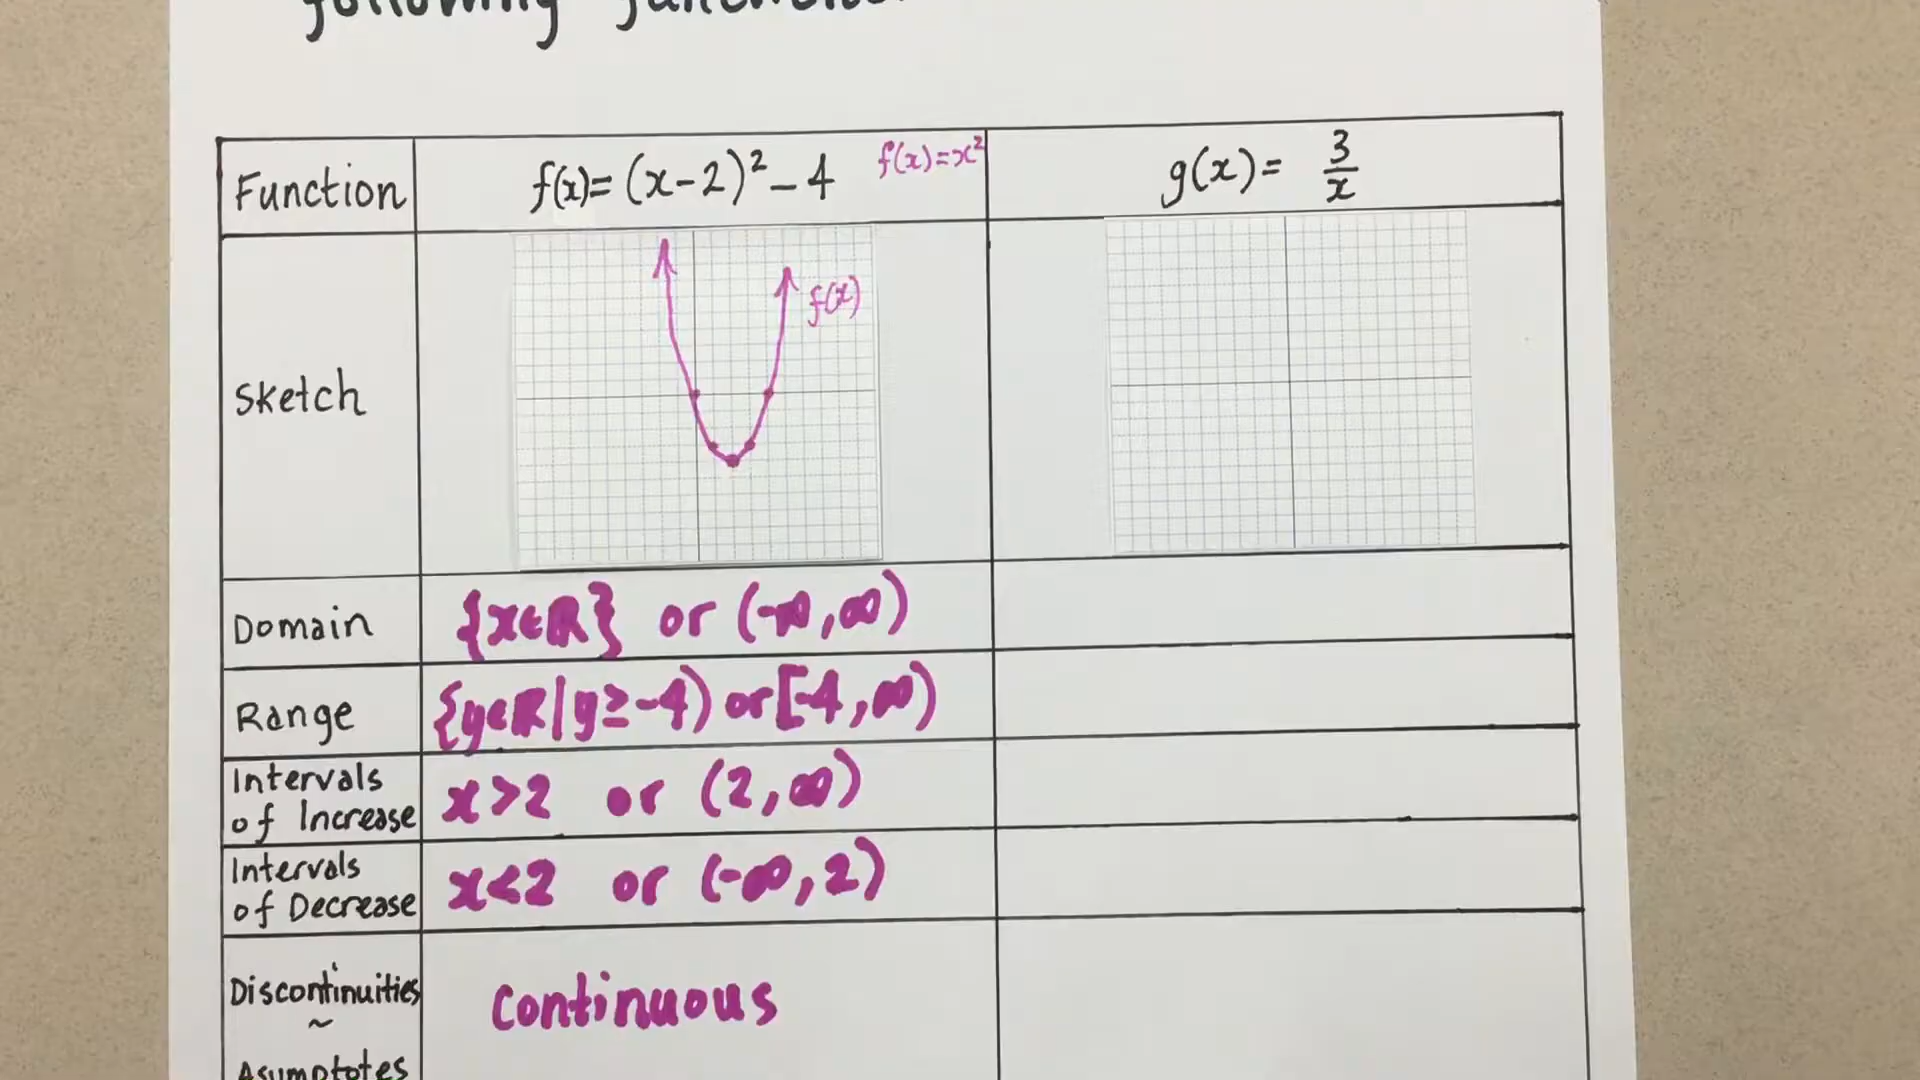 following functions.
Function
f(x)= (x-2)² - 4
f(x)=x²
g(x)= 3/x
Sketch
f(x)
Domain
{x∈ℝ} or (-∞,∞)
Range
{y∈ℝ|y≥-4) or [-4,∞)
Intervals
of Increase
x>2 or (2,∞)
Intervals
of Decrease
x<2 or (-∞,2)
Discontinuities
~
Asymptotes
continuous